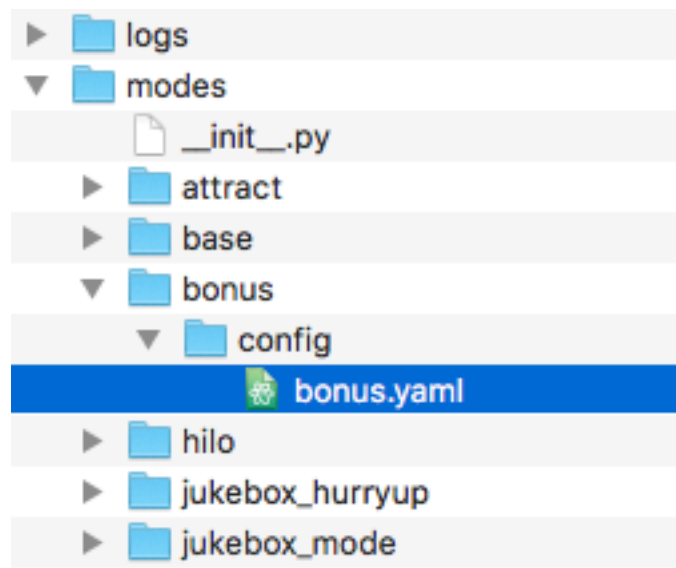 logs
modes
__init__.py
attract
base
bonus
config
bonus.yaml
hilo
jukebox_hurryup
jukebox_mode